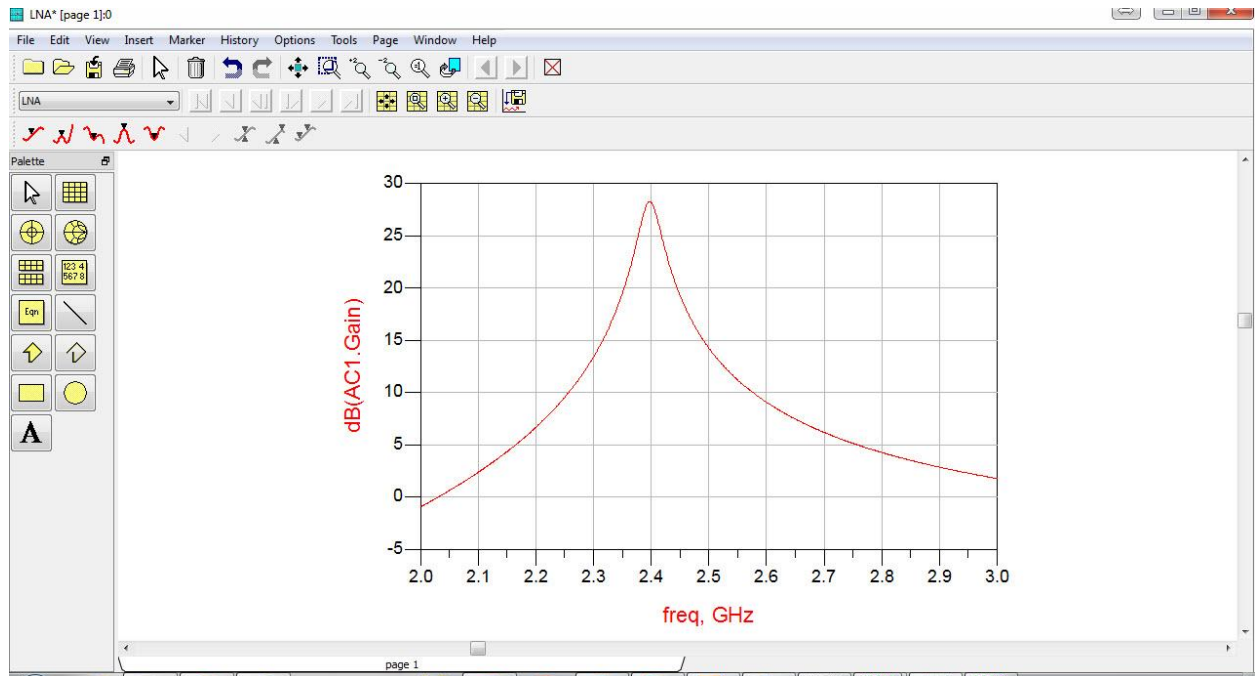 LNA* [page 1]:0
File Edit View Insert Marker History Options Tools Page Window Help
LNA
Palette
123 4
567 8
Eqn
A
30
25
20
15
10
5
0
-5
dB(AC1.Gain)
2.0 2.1 2.2 2.3 2.4 2.5 2.6 2.7 2.8 2.9 3.0
freq, GHz
page 1